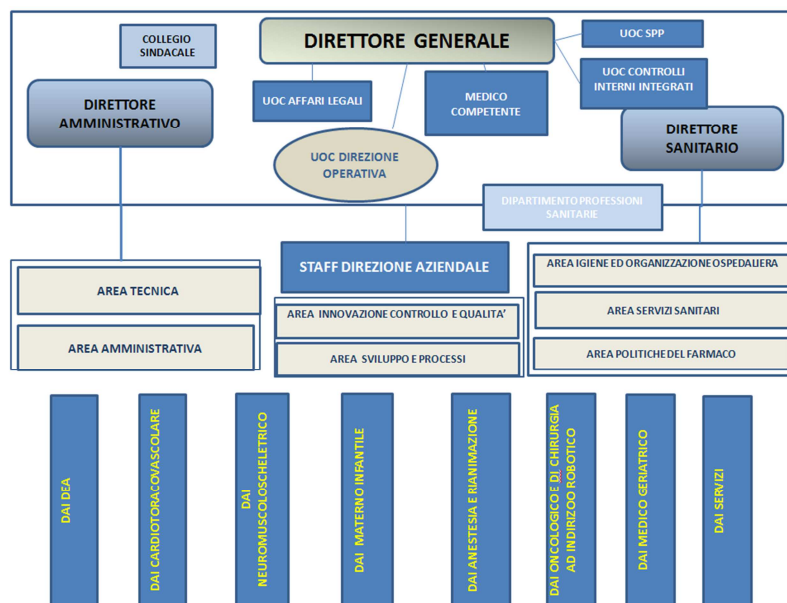 COLLEGIO
SINDACALE
DIRETTORE GENERALE
UOC SPP
UOC CONTROLLI
INTERNI INTEGRATI
DIRETTORE
AMMINISTRATIVO
UOC AFFARI LEGALI
MEDICO
COMPETENTE
DIRETTORE
SANITARIO
UOC DIREZIONE
OPERATIVA
DIPARTIMENTO PROFESSIONI
SANITARIE
STAFF DIREZIONE AZIENDALE
AREA TECNICA
AREA AMMINISTRATIVA
AREA INNOVAZIONE CONTROLLO E QUALITA’
AREA SVILUPPO E PROCESSI
AREA IGIENE ED ORGANIZZAZIONE OSPEDALIERA
AREA SERVIZI SANITARI
AREA POLITICHE DEL FARMACO
DAI DEA
DAI CARDIOTORACOVASCOLARE
DAI
NEUROMUSCOLOSCHELETRICO
DAI MATERNO INFANTILE
DAI ANESTESIA E RIANIMAZIONE
DAI ONCOLOGICO E DI CHIRURGIA
AD INDIRIZOO ROBOTICO
DAI MEDICO GERIATRICO
DAI SERVIZI